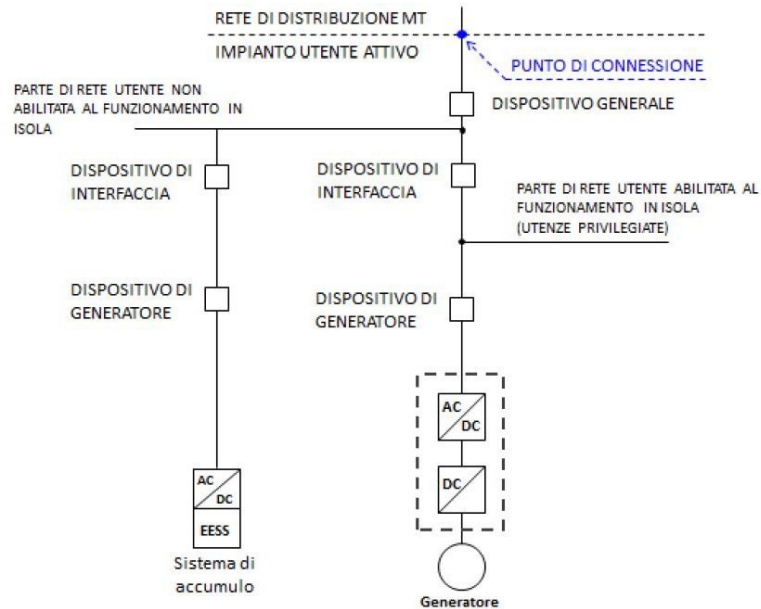 RETE DI DISTRIBUZIONE MT
IMPIANTO UTENTE ATTIVO
PUNTO DI CONNESSIONE
PARTE DI RETE UTENTE NON
ABILITATA AL FUNZIONAMENTO IN
ISOLA
DISPOSITIVO GENERALE
DISPOSITIVO DI
INTERFACCIA
DISPOSITIVO DI
INTERFACCIA
PARTE DI RETE UTENTE ABILITATA AL
FUNZIONAMENTO IN ISOLA
(UTENZE PRIVILEGIATE)
DISPOSITIVO DI
GENERATORE
DISPOSITIVO DI
GENERATORE
AC
DC
DC
AC
DC
EESS
Sistema di
accumulo
Generatore